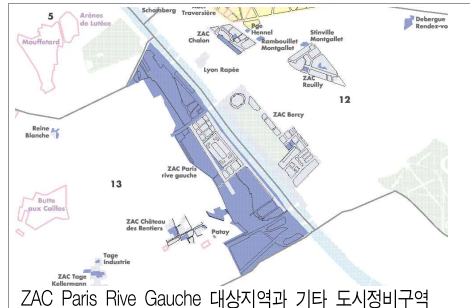 5
Arènes
de Lutèce
Mouffetard
Schomberg
Traversière
ZAC
Chalon
Pge
Hennel
Rambouillet
Montgallet
Stinville
Montgallet
Debergue
Rendez-vo
Lyon Rapée
ZAC
Reuilly
12
Reine
Blanche
ZAC Bercy
ZAC Paris
rive gauche
13
Butte
aux Cailles
ZAC Château
des Rentiers
Patay
Tage
Industrie
ZAC Tage
Kellermann
ZAC Paris Rive Gauche 대상지역과 기타 도시정비구역